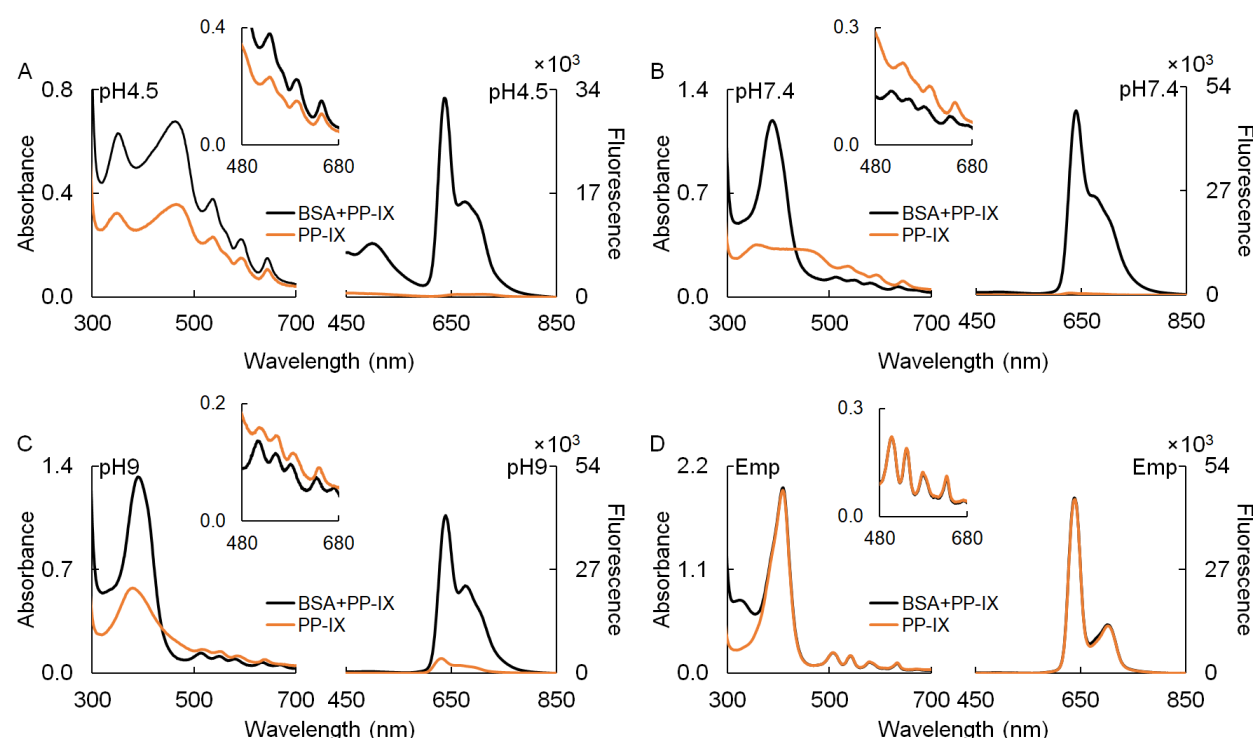 A
0.8
0.4
0.0
Absorbance
pH4.5
0.4
0.0
480 680
BSA+PP-IX
PP-IX
300 500 700
pH4.5
×10³
34
17
0
Fluorescence
450 650 850
Wavelength (nm)
B
1.4
0.7
0.0
Absorbance
pH7.4
0.3
0.0
480 680
BSA+PP-IX
PP-IX
300 500 700
pH7.4
×10³
54
27
0
Fluorescence
450 650 850
Wavelength (nm)
C
1.4
0.7
0.0
Absorbance
pH9
0.2
0.0
480 680
BSA+PP-IX
PP-IX
300 500 700
pH9
×10³
54
27
0
Fluorescence
450 650 850
Wavelength (nm)
D
2.2
1.1
0.0
Absorbance
Emp
0.3
0.0
480 680
BSA+PP-IX
PP-IX
300 500 700
Emp
×10³
54
27
0
Fluorescence
450 650 850
Wavelength (nm)